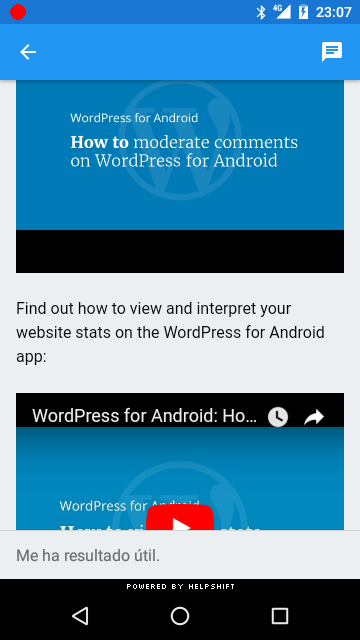 4G 23:07
WordPress for Android
How to moderate comments
on WordPress for Android
Find out how to view and interpret your
website stats on the WordPress for Android
app:
WordPress for Android: Ho...
WordPress for Android
How to
stats
Me ha resultado útil.
POWERED BY HELPSHIFT